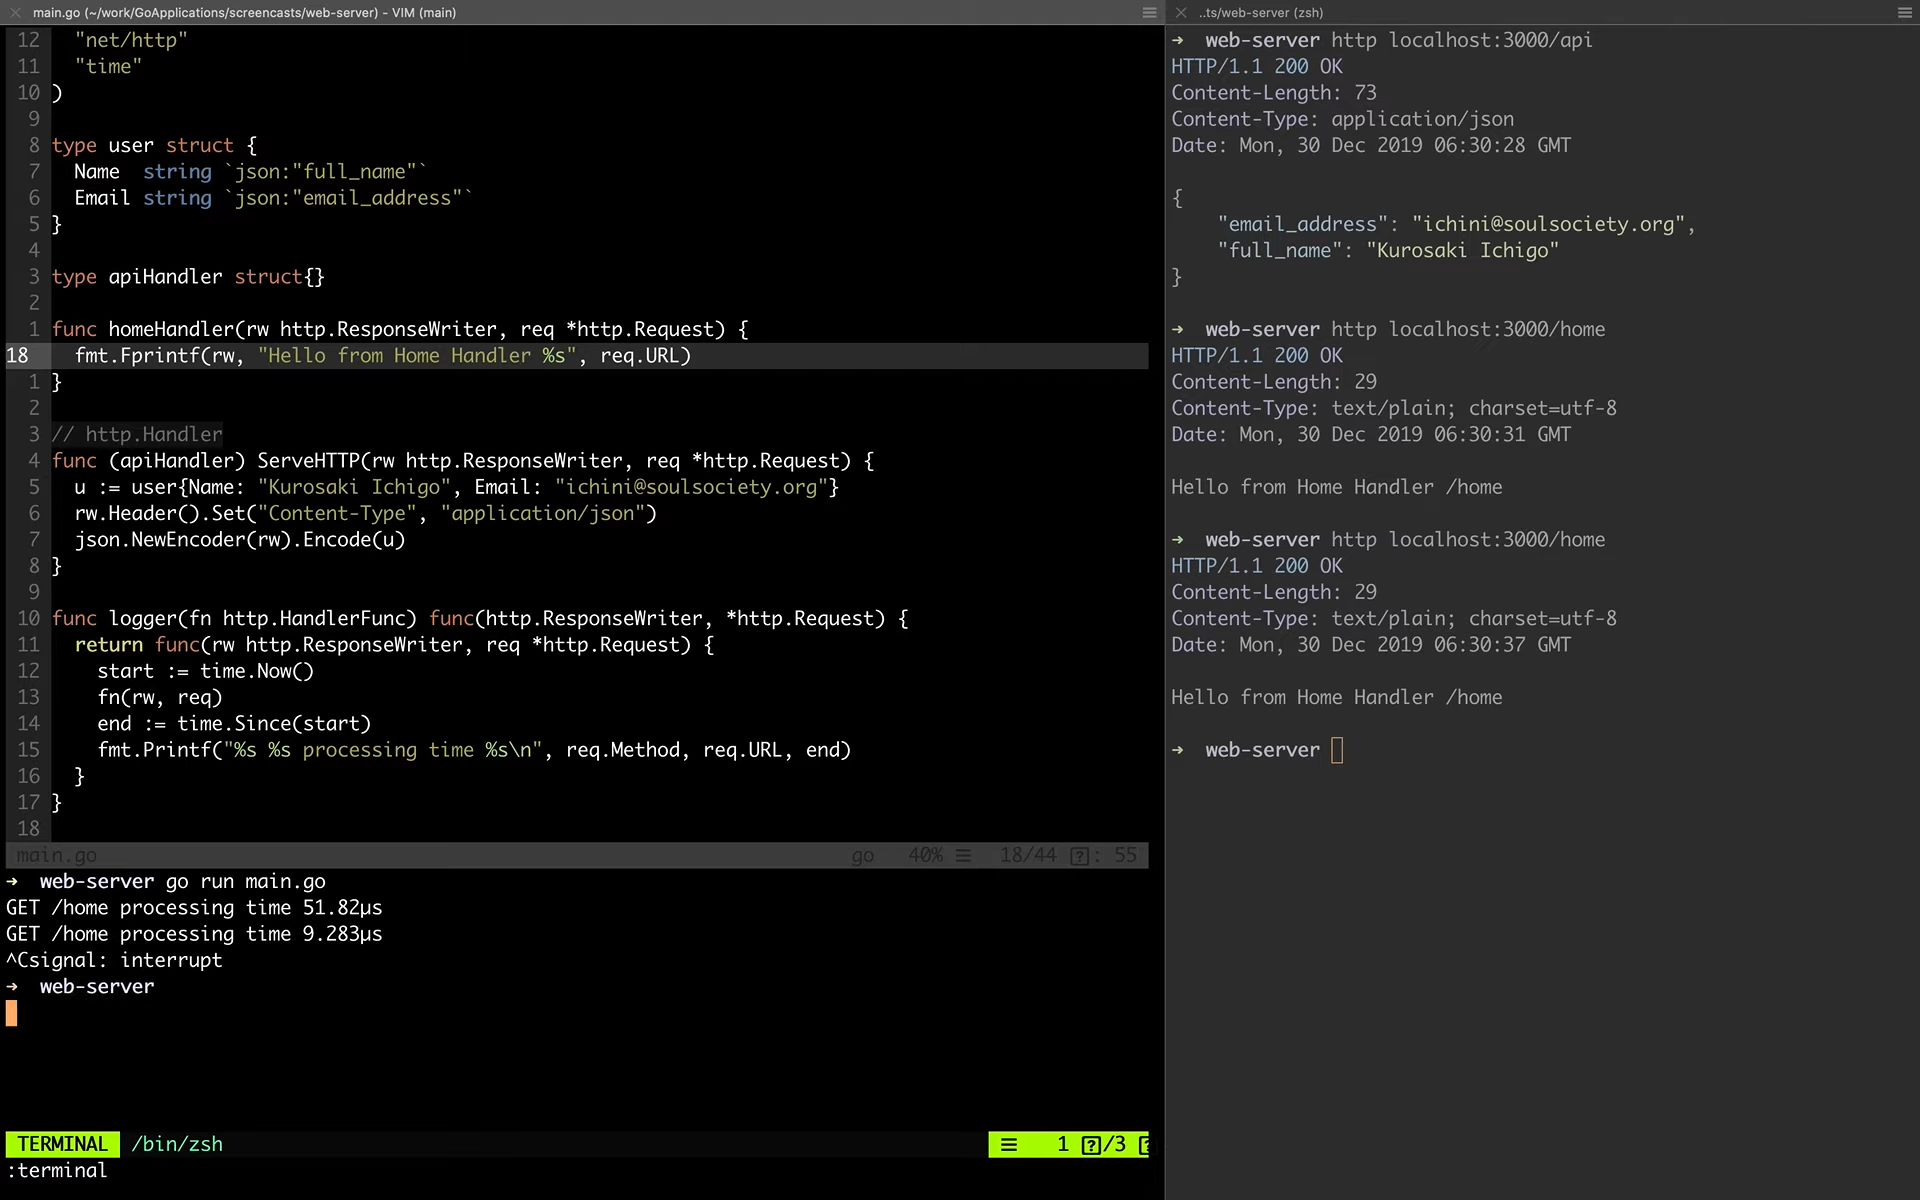 main.go (~/work/GoApplications/screencasts/web-server) - VIM (main)
12 "net/http"
11 "time"
10 )
9
8 type user struct {
7 Name string `json:"full_name"`
6 Email string `json:"email_address"`
5 }
4
3 type apiHandler struct{}
2
1 func homeHandler(rw http.ResponseWriter, req *http.Request) {
18 fmt.Fprintf(rw, "Hello from Home Handler %s", req.URL)
1 }
2
3 // http.Handler
4 func (apiHandler) ServeHTTP(rw http.ResponseWriter, req *http.Request) {
5 u := user{Name: "Kurosaki Ichigo", Email: "ichini@soulsociety.org"}
6 rw.Header().Set("Content-Type", "application/json")
7 json.NewEncoder(rw).Encode(u)
8 }
9
10 func logger(fn http.HandlerFunc) func(http.ResponseWriter, *http.Request) {
11 return func(rw http.ResponseWriter, req *http.Request) {
12 start := time.Now()
13 fn(rw, req)
14 end := time.Since(start)
15 fmt.Printf("%s %s processing time %s\n", req.Method, req.URL, end)
16 }
17 }
18
main.go go 40% ☰ 18/44 [?]: 55
→ web-server go run main.go
GET /home processing time 51.82µs
GET /home processing time 9.283µs
^Csignal: interrupt
→ web-server
TERMINAL /bin/zsh ☰ 1 [?]/3 [?]
:terminal
..ts/web-server (zsh)
→ web-server http localhost:3000/api
HTTP/1.1 200 OK
Content-Length: 73
Content-Type: application/json
Date: Mon, 30 Dec 2019 06:30:28 GMT
{
"email_address": "ichini@soulsociety.org",
"full_name": "Kurosaki Ichigo"
}
→ web-server http localhost:3000/home
HTTP/1.1 200 OK
Content-Length: 29
Content-Type: text/plain; charset=utf-8
Date: Mon, 30 Dec 2019 06:30:31 GMT
Hello from Home Handler /home
→ web-server http localhost:3000/home
HTTP/1.1 200 OK
Content-Length: 29
Content-Type: text/plain; charset=utf-8
Date: Mon, 30 Dec 2019 06:30:37 GMT
Hello from Home Handler /home
→ web-server